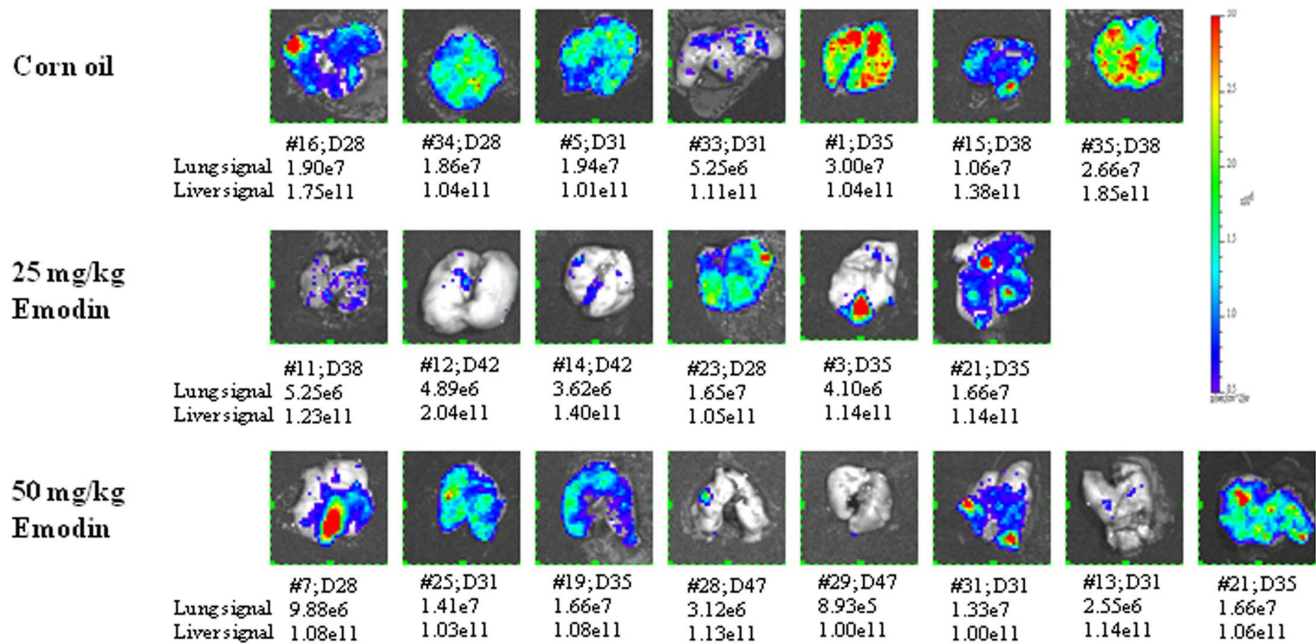 Corn oil
#16;D28 #34;D28 #5;D31 #33;D31 #1;D35 #15;D38 #35;D38
Lung signal 1.90e7 1.86e7 1.94e7 5.25e6 3.00e7 1.06e7 2.66e7
Liver signal 1.75e11 1.04e11 1.01e11 1.11e11 1.04e11 1.38e11 1.85e11
30
20
15
10
0.5
25 mg/kg
Emodin
#11;D38 #12;D42 #14;D42 #23;D28 #3;D35 #21;D35
Lung signal 5.25e6 4.89e6 3.62e6 1.65e7 4.10e6 1.66e7
Liver signal 1.23e11 2.04e11 1.40e11 1.05e11 1.14e11 1.14e11
50 mg/kg
Emodin
#7;D28 #25;D31 #19;D35 #28;D47 #29;D47 #31;D31 #13;D31 #21;D35
Lung signal 9.88e6 1.41e7 1.66e7 3.12e6 8.93e5 1.33e7 2.55e6 1.66e7
Liver signal 1.08e11 1.03e11 1.08e11 1.13e11 1.00e11 1.00e11 1.14e11 1.06e11